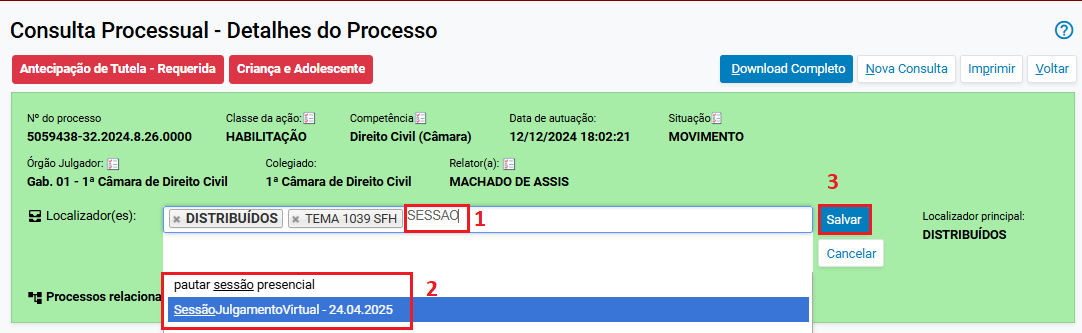 Consulta Processual - Detalhes do Processo
Antecipação de Tutela - Requerida Criança e Adolescente Download Completo Nova Consulta Imprimir Voltar
Nº do processo Classe da ação: Competência Data de autuação: Situação
5059438-32.2024.8.26.0000 HABILITAÇÃO Direito Civil (Câmara) 12/12/2024 18:02:21 MOVIMENTO
Órgão Julgador: Colegiado: Relator(a):
Gab. 01 - 1ª Câmara de Direito Civil 1ª Câmara de Direito Civil MACHADO DE ASSIS
3
Localizador(es): × DISTRIBUÍDOS × TEMA 1039 SFH SESSAO 1 Salvar Localizador principal:
DISTRIBUÍDOS
Cancelar
pautar sessão presencial 2
Processos relaciona
SessãoJulgamentoVirtual - 24.04.2025